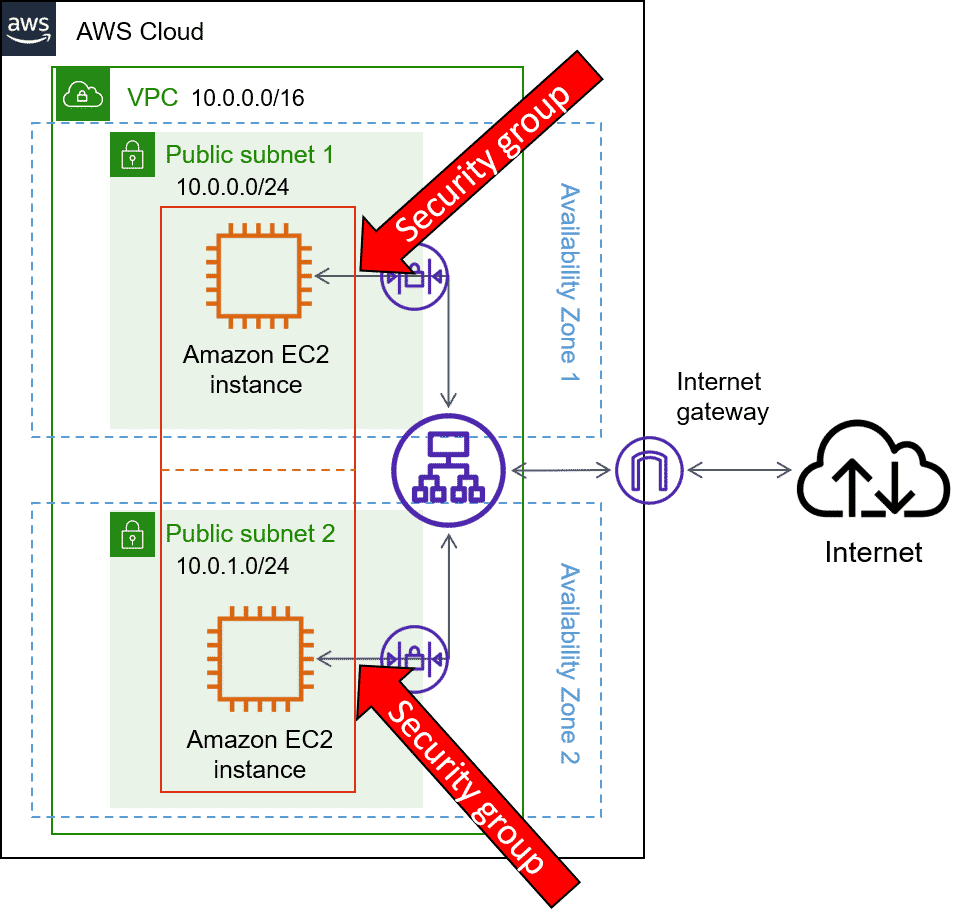 aws
AWS Cloud
VPC 10.0.0.0/16
Public subnet 1
10.0.0.0/24
Security group
Amazon EC2
instance
Availability Zone 1
Internet
gateway
Internet
Public subnet 2
10.0.1.0/24
Amazon EC2
instance
Availability Zone 2
Security group